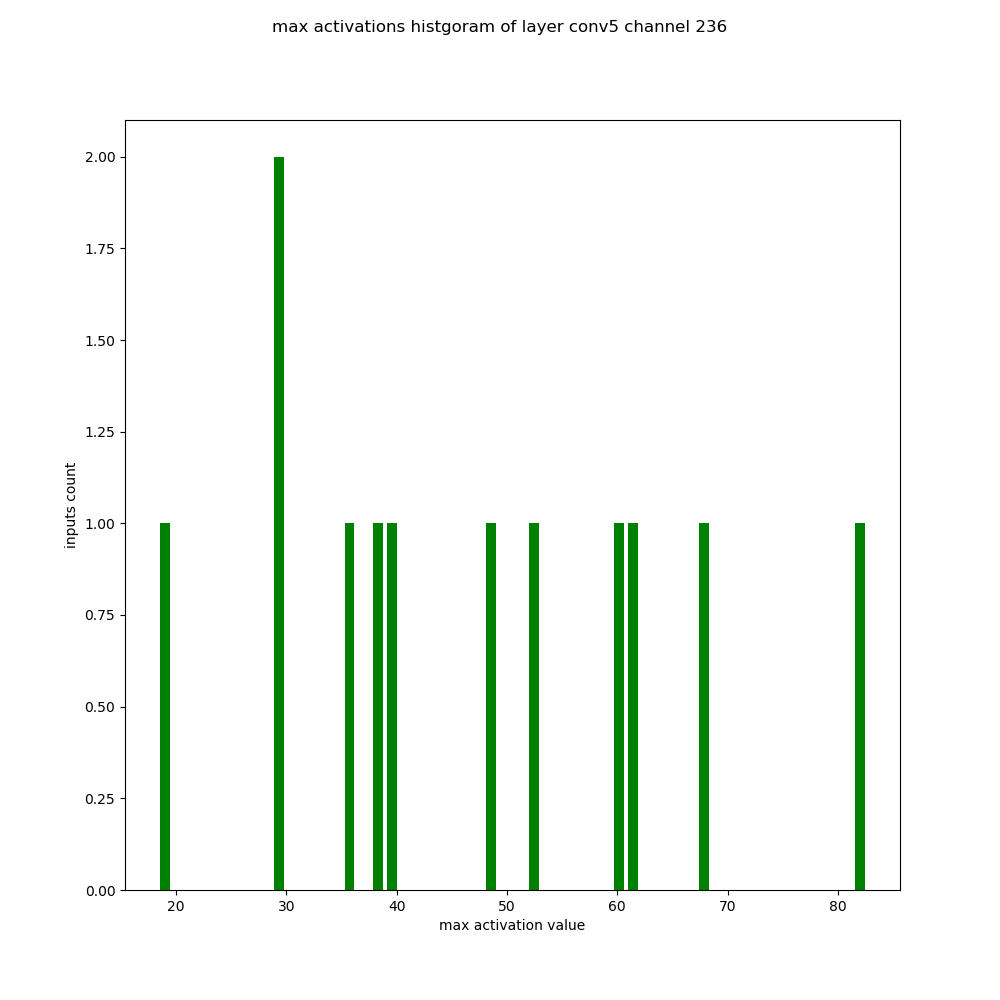 max activations histgoram of layer conv5 channel 236
2.00
1.75
1.50
1.25
1.00
0.75
0.50
0.25
0.00
inputs count
20 30 40 50 60 70 80
max activation value